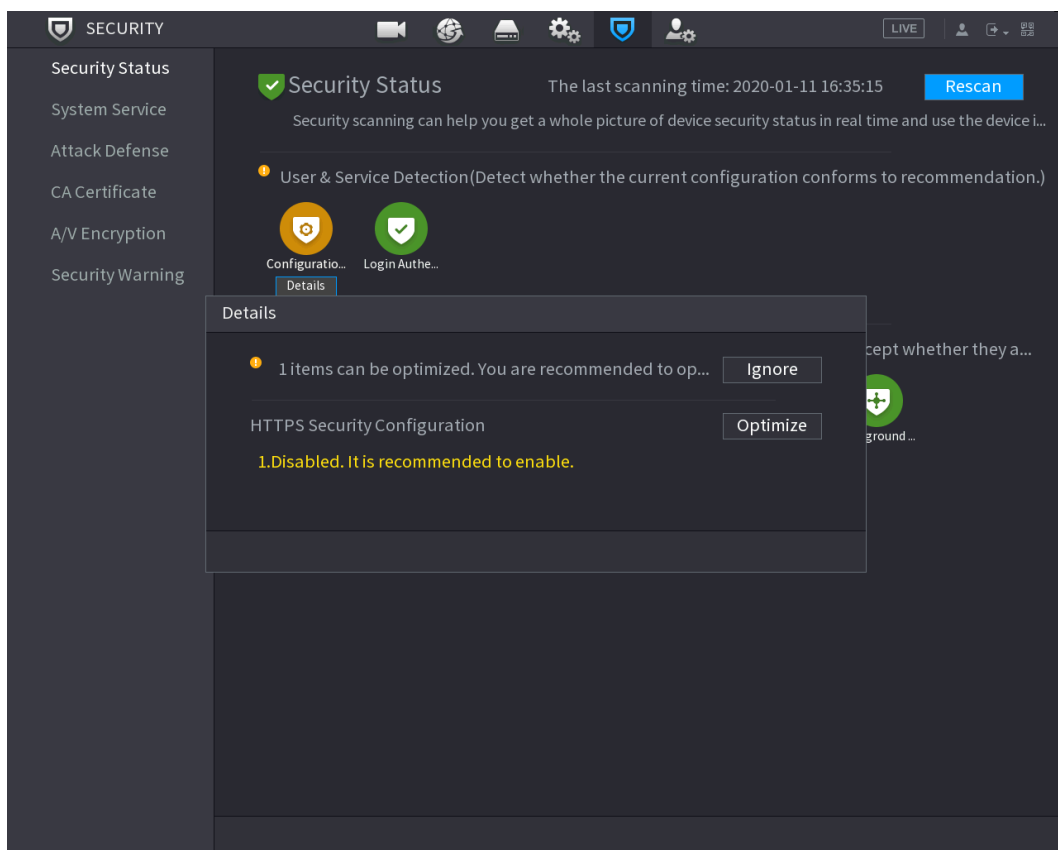 SECURITY
LIVE
Security Status
System Service
Attack Defense
CA Certificate
A/V Encryption
Security Warning
Security Status The last scanning time: 2020-01-11 16:35:15 Rescan
Security scanning can help you get a whole picture of device security status in real time and use the device i...
User & Service Detection(Detect whether the current configuration conforms to recommendation.)
Configuratio... Login Authe...
Details
cept whether they a...
ground ...
Details
1 items can be optimized. You are recommended to op... Ignore
HTTPS Security Configuration Optimize
1.Disabled. It is recommended to enable.